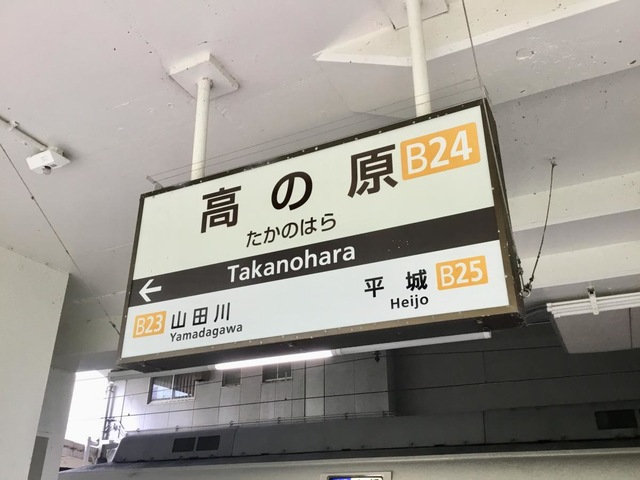 高の原 B24
たかのはら
← Takanohara
B23 山田川
Yamadagawa
平城 B25
Heijo